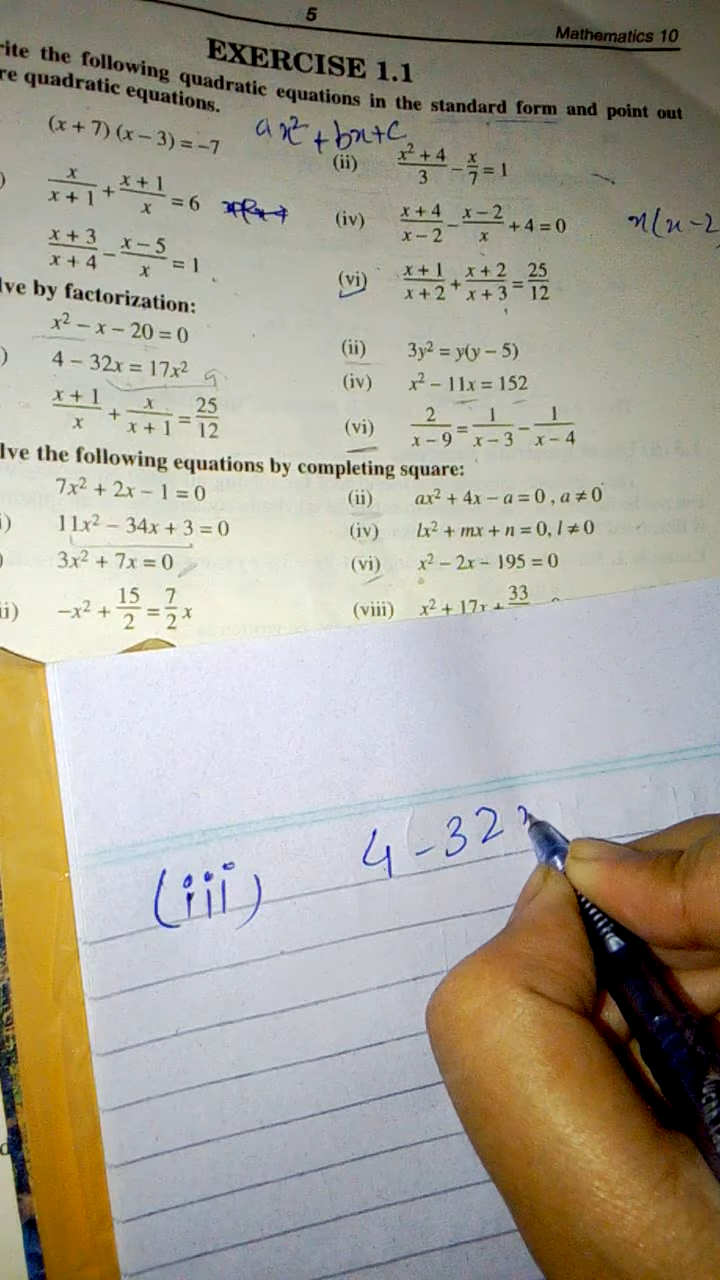 5
Mathematics 10
EXERCISE 1.1
rite the following quadratic equations in the standard form and point out
re quadratic equations.
(x + 7) (x – 3) = –7
ax² + bx + c
(ii) (x² + 4)/3 – x/7 = 1
) x/(x + 1) + (x + 1)/x = 6
(iv) (x + 4)/(x – 2) – (x – 2)/x + 4 = 0
x(x – 2
(x + 3)/(x + 4) – (x – 5)/x = 1
(vi) (x + 1)/(x + 2) + (x + 2)/(x + 3) = 25/12
lve by factorization:
x² – x – 20 = 0
(ii) 3y² = y(y – 5)
) 4 – 32x = 17x²
(iv) x² – 11x = 152
(x + 1)/x + x/(x + 1) = 25/12
(vi) 2/(x – 9) = 1/(x – 3) – 1/(x – 4)
lve the following equations by completing square:
7x² + 2x – 1 = 0
(ii) ax² + 4x – a = 0 , a ≠ 0
i) 11x² – 34x + 3 = 0
(iv) lx² + mx + n = 0, l ≠ 0
) 3x² + 7x = 0
(vi) x² – 2x – 195 = 0
ii) –x² + 15/2 = 7/2 x
(viii) x² + 17x + 33
(iii) 4 – 32x